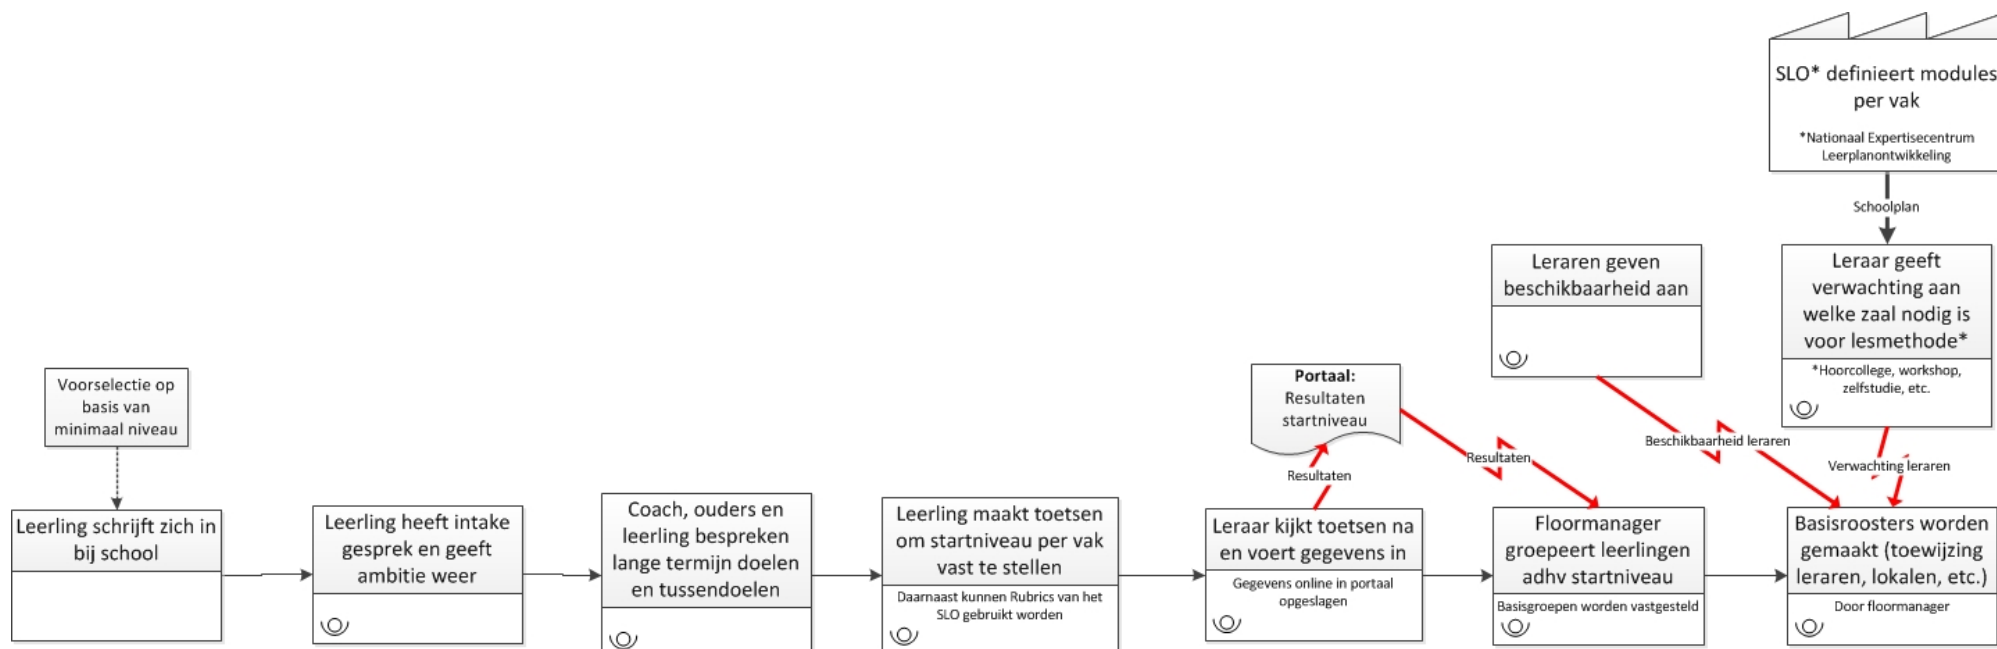 SLO* definieert modules
per vak
*Nationaal Expertisecentrum
Leerplanontwikkeling
Schoolplan
Leraren geven
beschikbaarheid aan
Leraar geeft
verwachting aan
welke zaal nodig is
voor lesmethode*
*Hoorcollege, workshop,
zelfstudie, etc.
Voorselectie op
basis van
minimaal niveau
Portaal:
Resultaten
startniveau
Beschikbaarheid leraren
Resultaten
Resultaten
Verwachting leraren
Leerling schrijft zich in
bij school
Leerling heeft intake
gesprek en geeft
ambitie weer
Coach, ouders en
leerling bespreken
lange termijn doelen
en tussendoelen
Leerling maakt toetsen
om startniveau per vak
vast te stellen
Daarnaast kunnen Rubrics van het
SLO gebruikt worden
Leraar kijkt toetsen na
en voert gegevens in
Gegevens online in portaal
opgeslagen
Floormanager
groepeert leerlingen
adhv startniveau
Basisgroepen worden vastgesteld
Basisroosters worden
gemaakt (toewijzing
leraren, lokalen, etc.)
Door floormanager